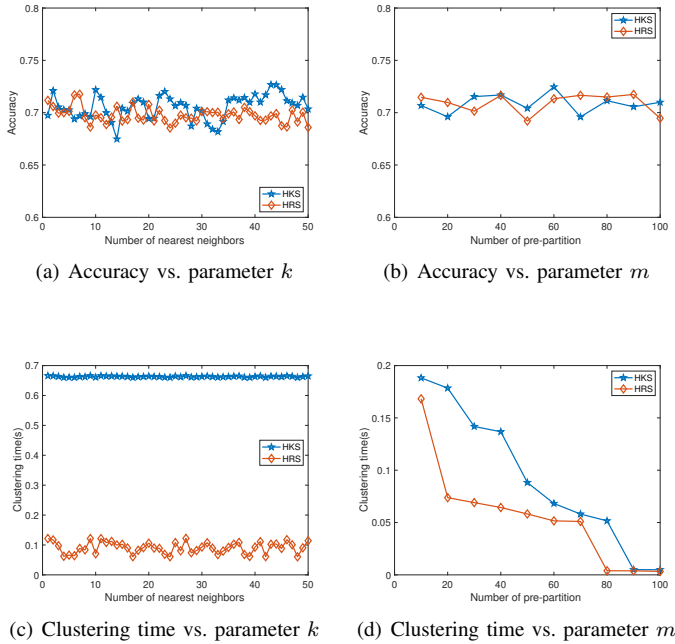 0.8
0.75
0.7
0.65
0.6
Accuracy
HKS
HRS
0 10 20 30 40 50
Number of nearest neighbors
(a) Accuracy vs. parameter k
0.8
0.75
0.7
0.65
0.6
Accuracy
HKS
HRS
0 20 40 60 80 100
Number of pre-partition
(b) Accuracy vs. parameter m
0.7
0.6
0.5
0.4
0.3
0.2
0.1
0
Clustering time(s)
HKS
HRS
0 10 20 30 40 50
Number of nearest neighbors
(c) Clustering time vs. parameter k
0.2
0.15
0.1
0.05
0
Clustering time(s)
HKS
HRS
0 20 40 60 80 100
Number of pre-partition
(d) Clustering time vs. parameter m